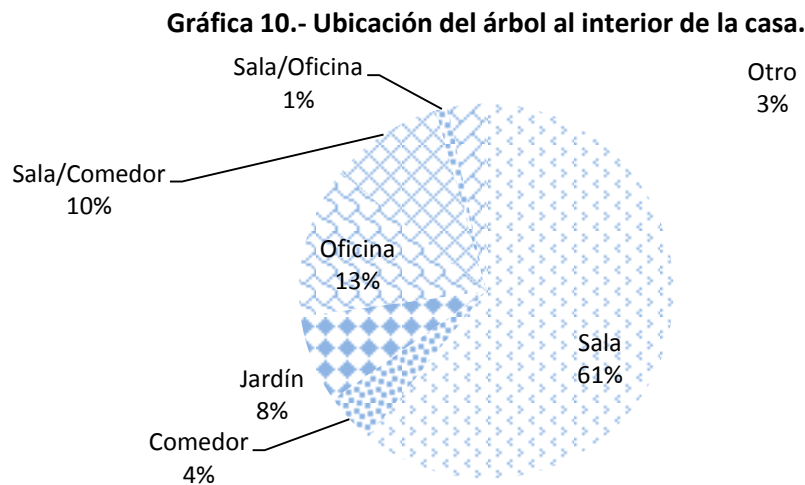 Gráfica 10.- Ubicación del árbol al interior de la casa.
Sala/Oficina
1%
Otro
3%
Sala/Comedor
10%
Oficina
13%
Sala
61%
Jardín
8%
Comedor
4%